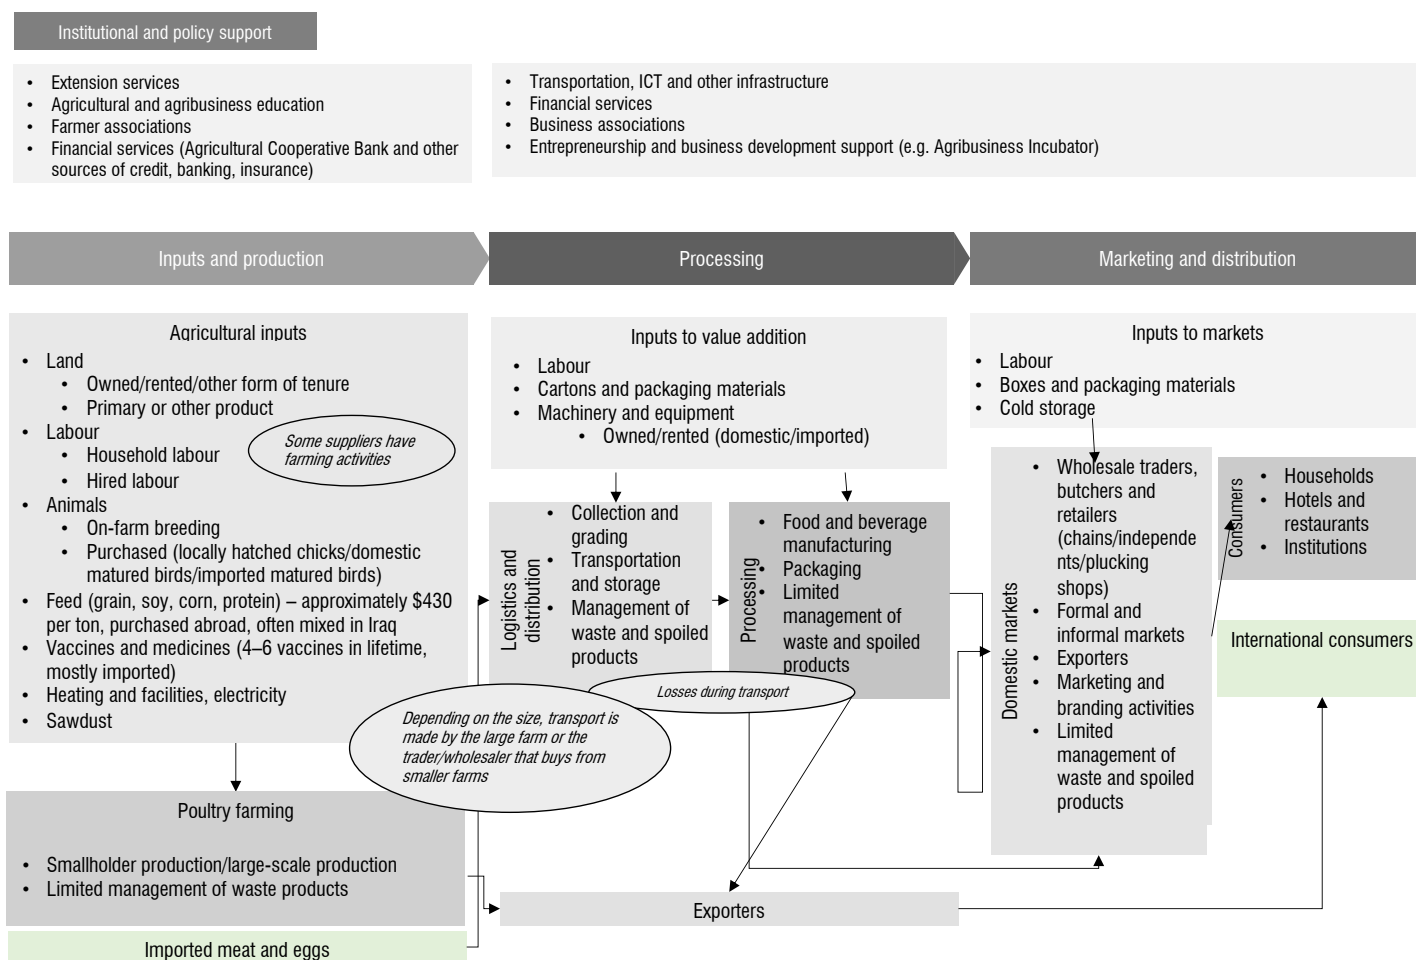 Institutional and policy support
• Extension services
• Agricultural and agribusiness education
• Farmer associations
• Financial services (Agricultural Cooperative Bank and other
sources of credit, banking, insurance)
• Transportation, ICT and other infrastructure
• Financial services
• Business associations
• Entrepreneurship and business development support (e.g. Agribusiness Incubator)
Inputs and production
Processing
Marketing and distribution
Agricultural inputs
• Land
• Owned/rented/other form of tenure
• Primary or other product
• Labour
• Household labour
• Hired labour
• Animals
• On-farm breeding
• Purchased (locally hatched chicks/domestic
matured birds/imported matured birds)
• Feed (grain, soy, corn, protein) – approximately $430
per ton, purchased abroad, often mixed in Iraq
• Vaccines and medicines (4–6 vaccines in lifetime,
mostly imported)
• Heating and facilities, electricity
• Sawdust
Some suppliers have
farming activities
Poultry farming
• Smallholder production/large-scale production
• Limited management of waste products
Imported meat and eggs
Inputs to value addition
• Labour
• Cartons and packaging materials
• Machinery and equipment
• Owned/rented (domestic/imported)
Logistics and
distribution
• Collection and
grading
• Transportation
and storage
• Management of
waste and spoiled
products
Processing
• Food and beverage
manufacturing
• Packaging
• Limited
management of
waste and spoiled
products
Losses during transport
Depending on the size, transport is
made by the large farm or the
trader/wholesaler that buys from
smaller farms
Exporters
Inputs to markets
• Labour
• Boxes and packaging materials
• Cold storage
Domestic markets
• Wholesale traders,
butchers and
retailers
(chains/independe
nts/plucking
shops)
• Formal and
informal markets
• Exporters
• Marketing and
branding activities
• Limited
management of
waste and spoiled
products
Consumers
• Households
• Hotels and
restaurants
• Institutions
International consumers